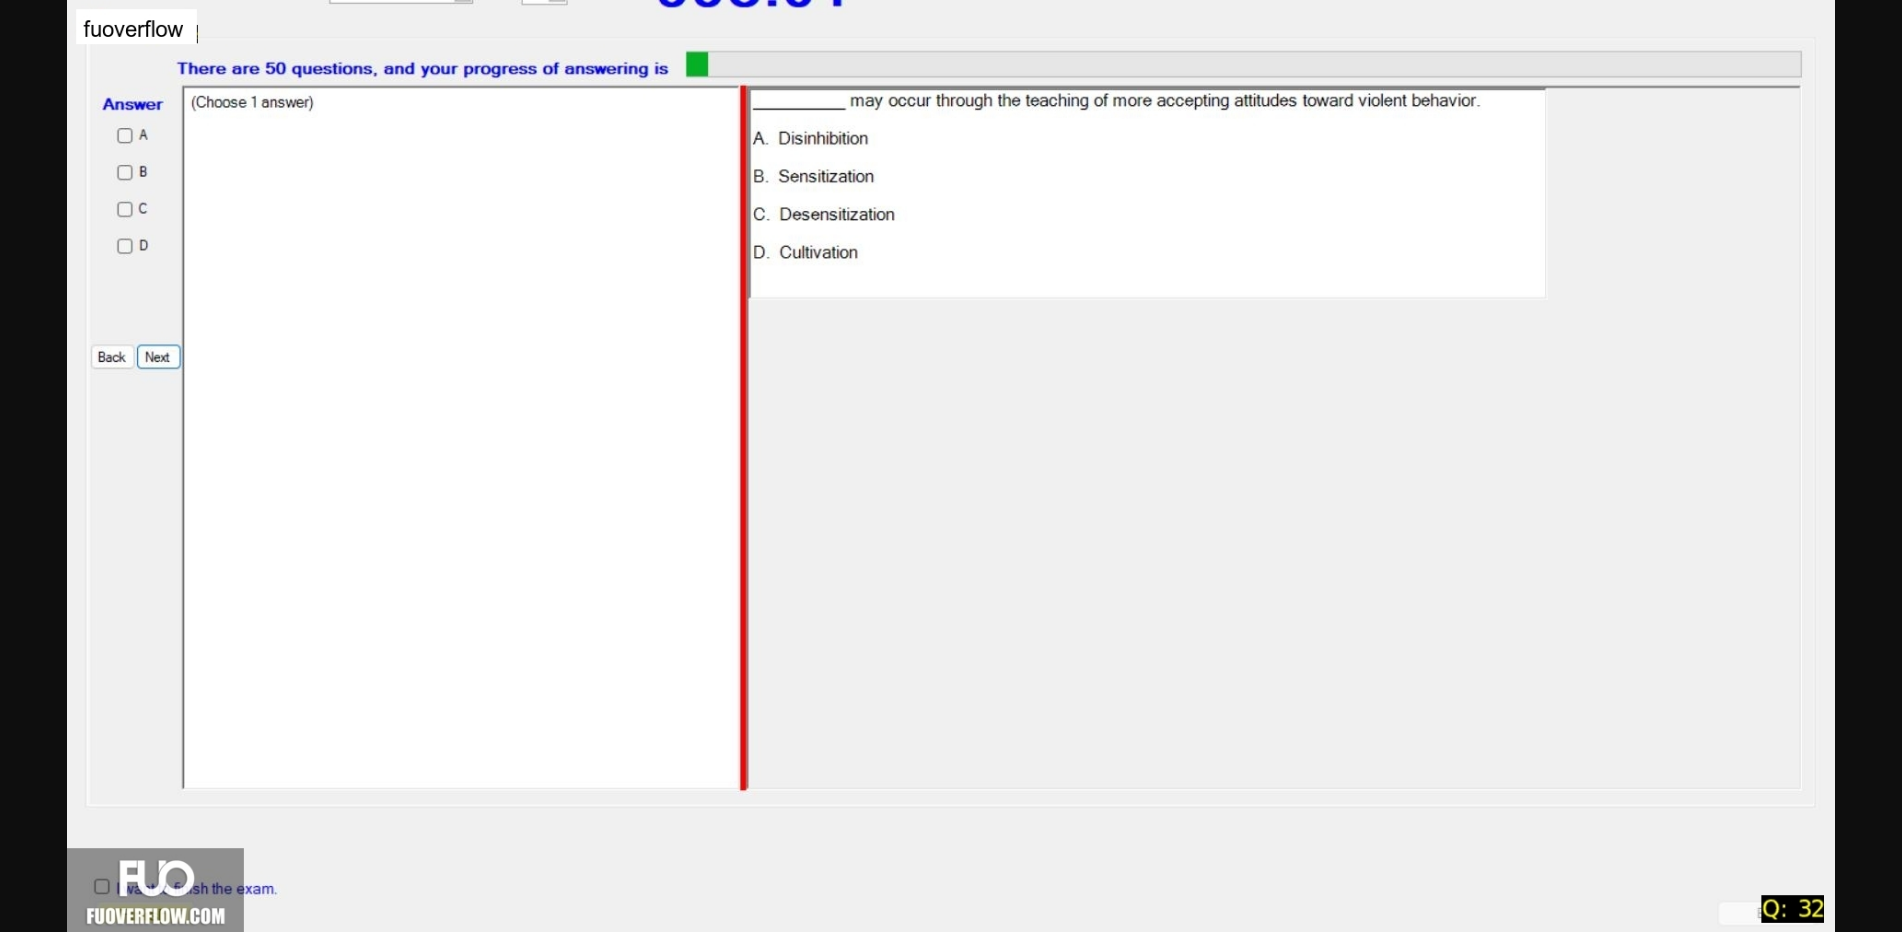 fuoverflow
There are 50 questions, and your progress of answering is
Answer
(Choose 1 answer)
A
B
C
D
Back Next
__________ may occur through the teaching of more accepting attitudes toward violent behavior.
A. Disinhibition
B. Sensitization
C. Desensitization
D. Cultivation
FUO
I want finish the exam.
FUOVERFLOW.COM
Q: 32